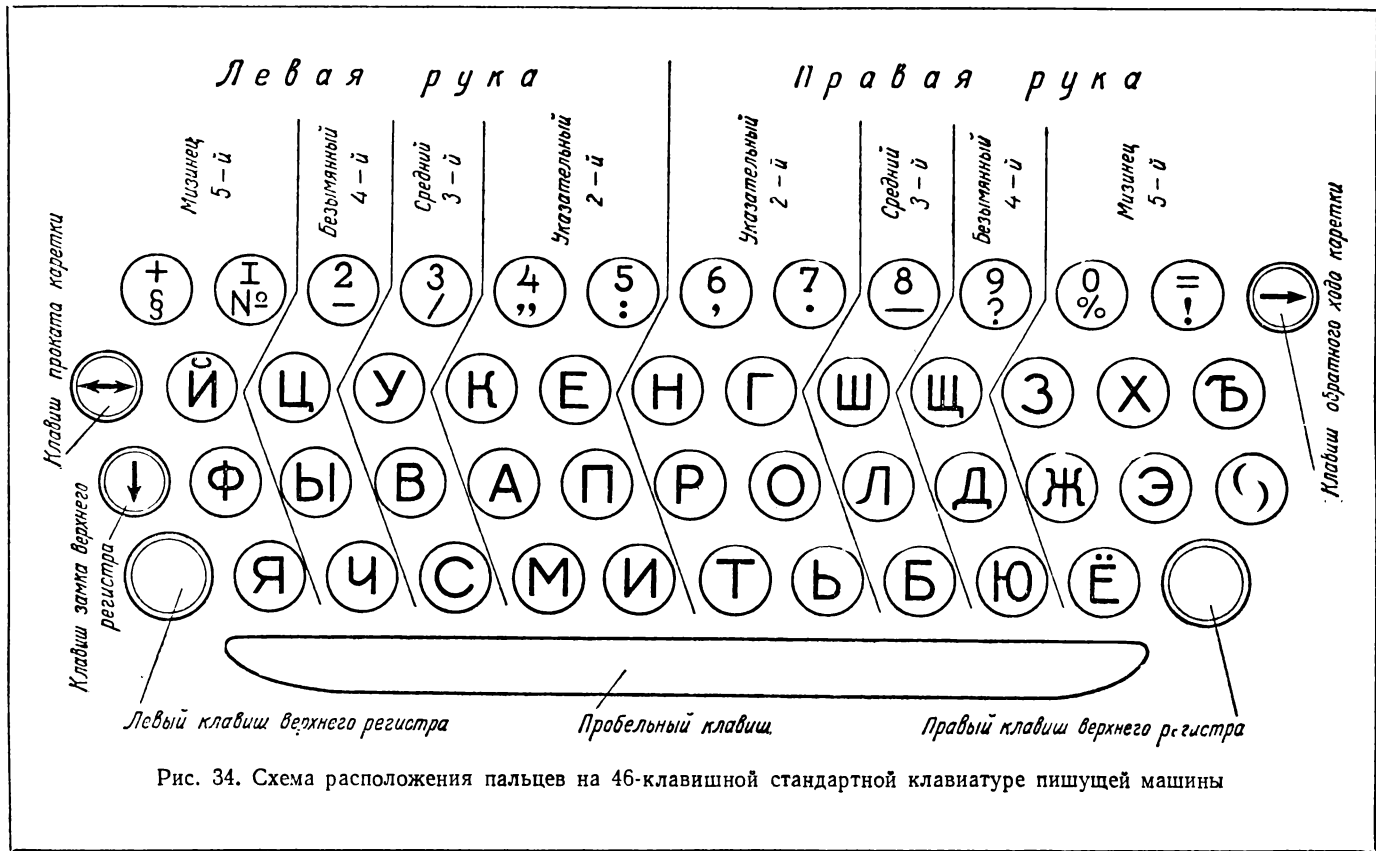 Левая рука Правая рука
Мизинец 5-й
Безымянный 4-й
Средний 3-й
Указательный 2-й
Указательный 2-й
Средний 3-й
Безымянный 4-й
Мизинец 5-й
+ I 2 3 4 5 6 7 8 9 0 =
§ № – / „ : , . — ? % ! →
↔ Й Ц У К Е Н Г Ш Щ З Х Ъ
↓ Ф Ы В А П Р О Л Д Ж Э ( )
Я Ч С М И Т Ь Б Ю Ё
Клавиш проката каретки
Клавиш замка верхнего
регистра
Клавиш обратного хода каретки
Левый клавиш верхнего регистра Пробельный клавиш. Правый клавиш верхнего регистра
Рис. 34. Схема расположения пальцев на 46-клавишной стандартной клавиатуре пишущей машины